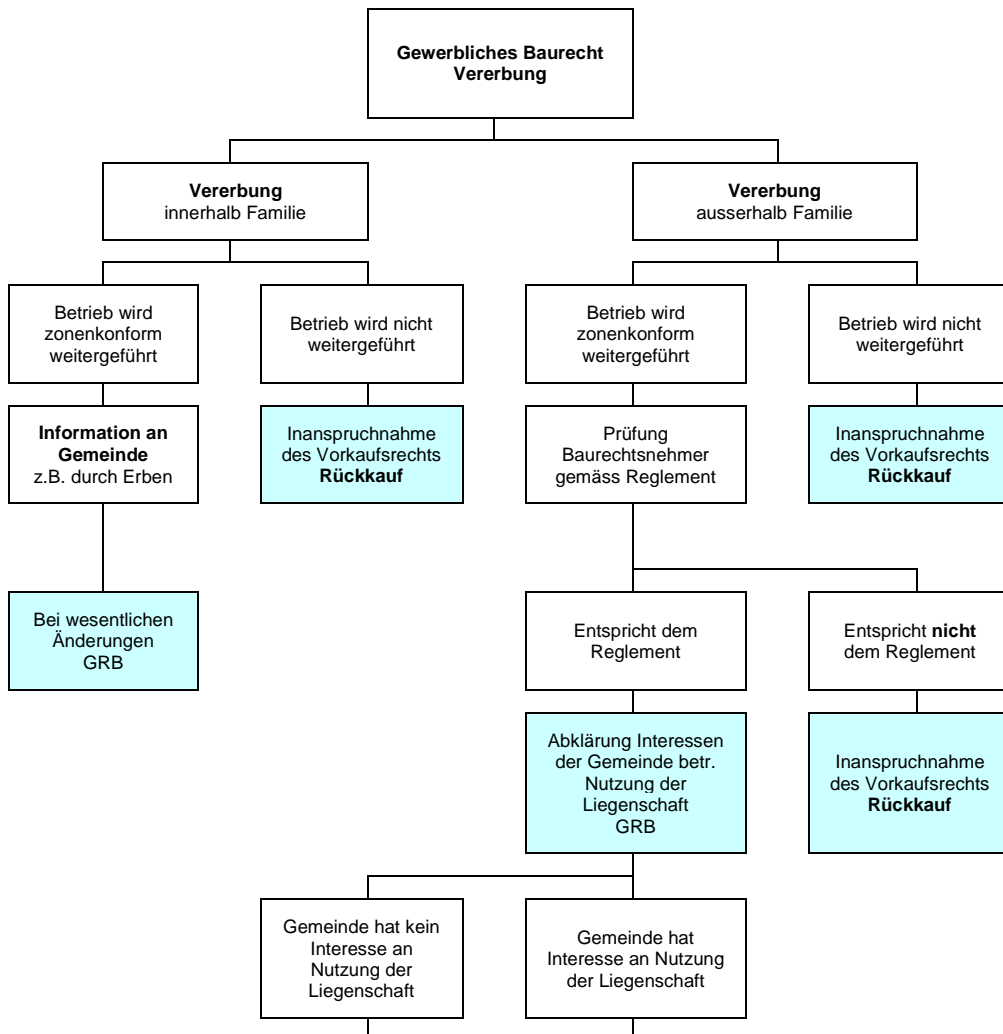 Gewerbliches Baurecht
Vererbung
Vererbung
innerhalb Familie
Vererbung
ausserhalb Familie
Betrieb wird
zonenkonform
weitergeführt
Betrieb wird nicht
weitergeführt
Betrieb wird
zonenkonform
weitergeführt
Betrieb wird nicht
weitergeführt
Information an
Gemeinde
z.B. durch Erben
Inanspruchnahme
des Vorkaufsrechts
Rückkauf
Prüfung
Baurechtsnehmer
gemäss Reglement
Inanspruchnahme
des Vorkaufsrechts
Rückkauf
Bei wesentlichen
Änderungen
GRB
Entspricht dem
Reglement
Entspricht nicht
dem Reglement
Abklärung Interessen
der Gemeinde betr.
Nutzung der
Liegenschaft
GRB
Inanspruchnahme
des Vorkaufsrechts
Rückkauf
Gemeinde hat kein
Interesse an
Nutzung der
Liegenschaft
Gemeinde hat
Interesse an Nutzung
der Liegenschaft